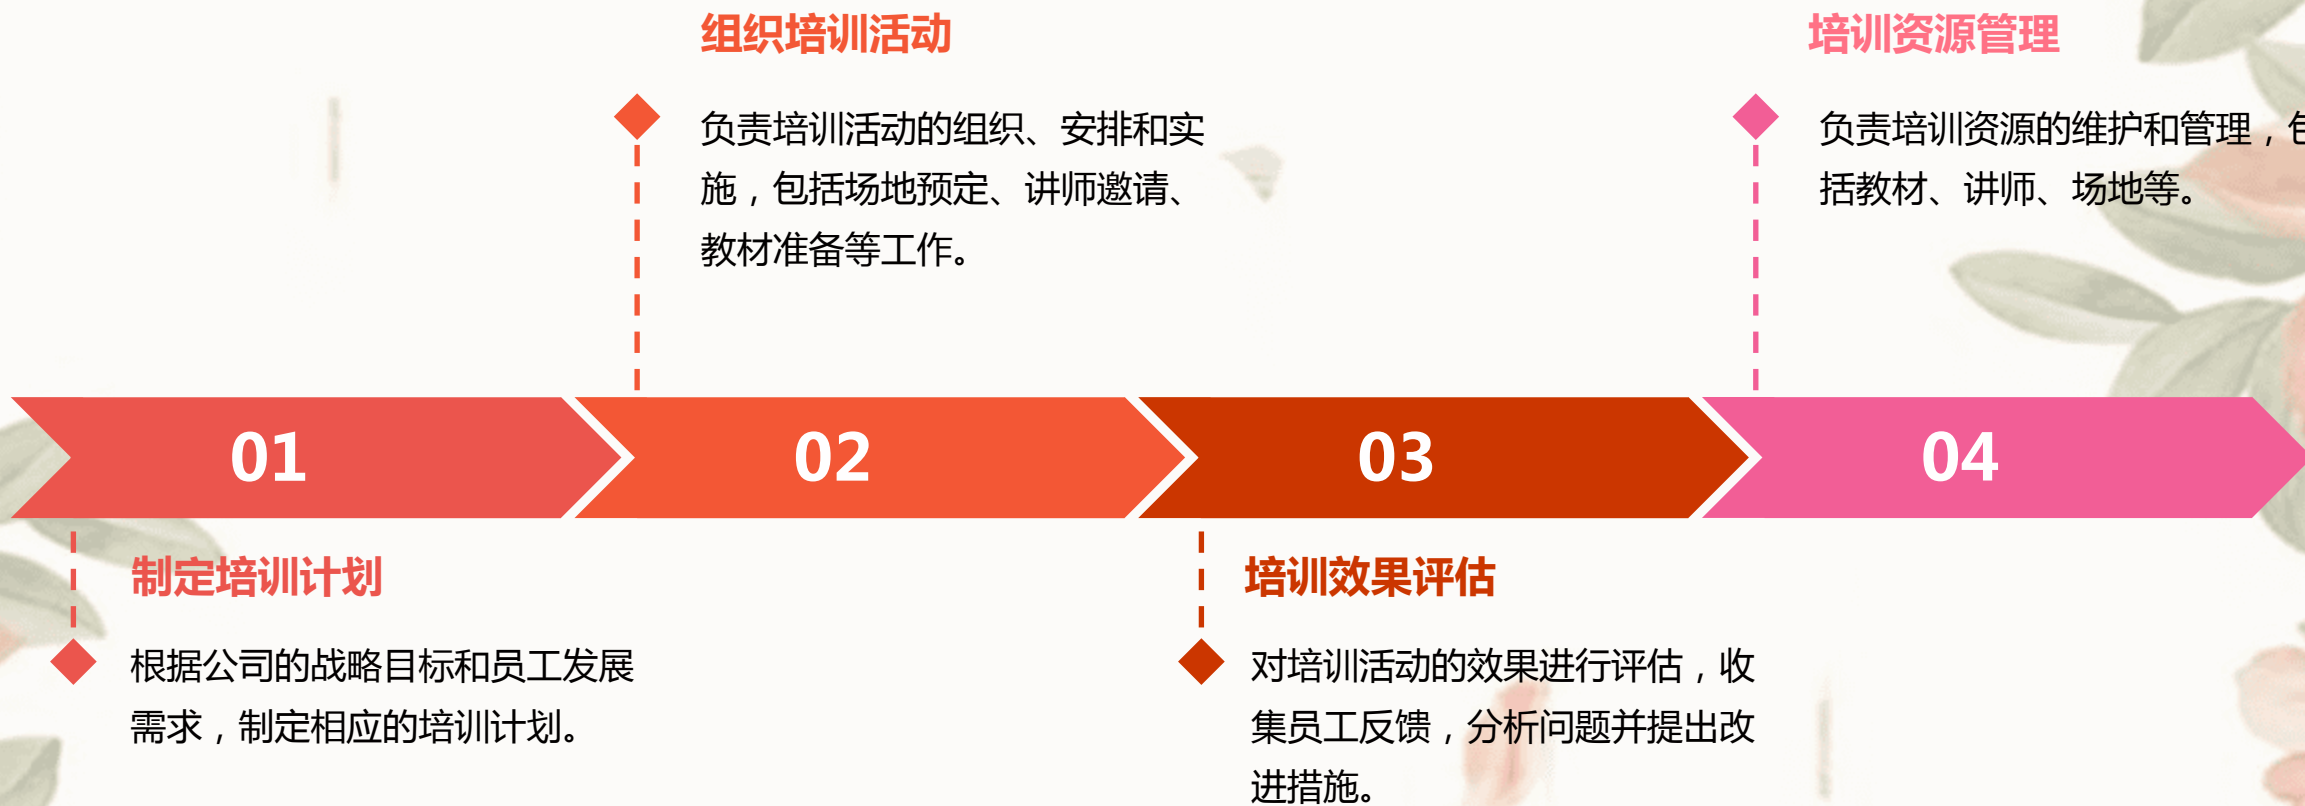 组织培训活动
负责培训活动的组织、安排和实
施，包括场地预定、讲师邀请、
教材准备等工作。
培训资源管理
负责培训资源的维护和管理，包
括教材、讲师、场地等。
01
02
03
04
制定培训计划
根据公司的战略目标和员工发展
需求，制定相应的培训计划。
培训效果评估
对培训活动的效果进行评估，收
集员工反馈，分析问题并提出改
进措施。